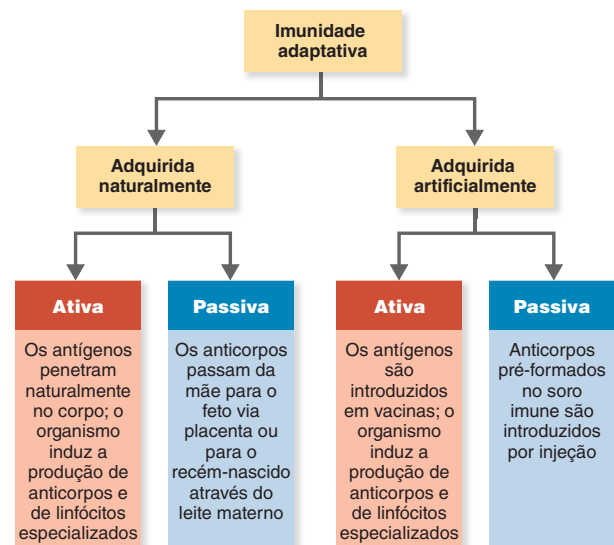 Imunidade
adaptativa
Adquirida
naturalmente
Adquirida
artificialmente
Ativa
Os antígenos
penetram
naturalmente
no corpo; o
organismo
induz a
produção de
anticorpos e
de linfócitos
especializados
Passiva
Os anticorpos
passam da
mãe para o
feto via
placenta ou
para o
recém-nascido
através do
leite materno
Ativa
Os antígenos
são
introduzidos
em vacinas; o
organismo
induz a
produção de
anticorpos e
de linfócitos
especializados
Passiva
Anticorpos
pré-formados
no soro
imune são
introduzidos
por injeção